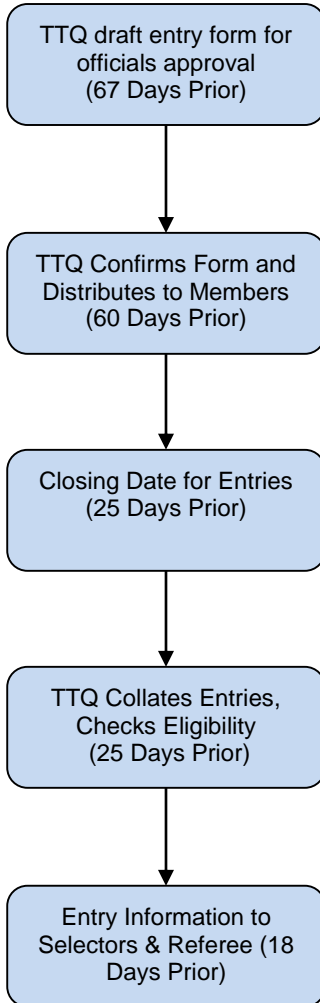 TTQ draft entry form for
officials approval
(67 Days Prior)
TTQ Confirms Form and
Distributes to Members
(60 Days Prior)
Closing Date for Entries
(25 Days Prior)
TTQ Collates Entries,
Checks Eligibility
(25 Days Prior)
Entry Information to
Selectors & Referee (18
Days Prior)